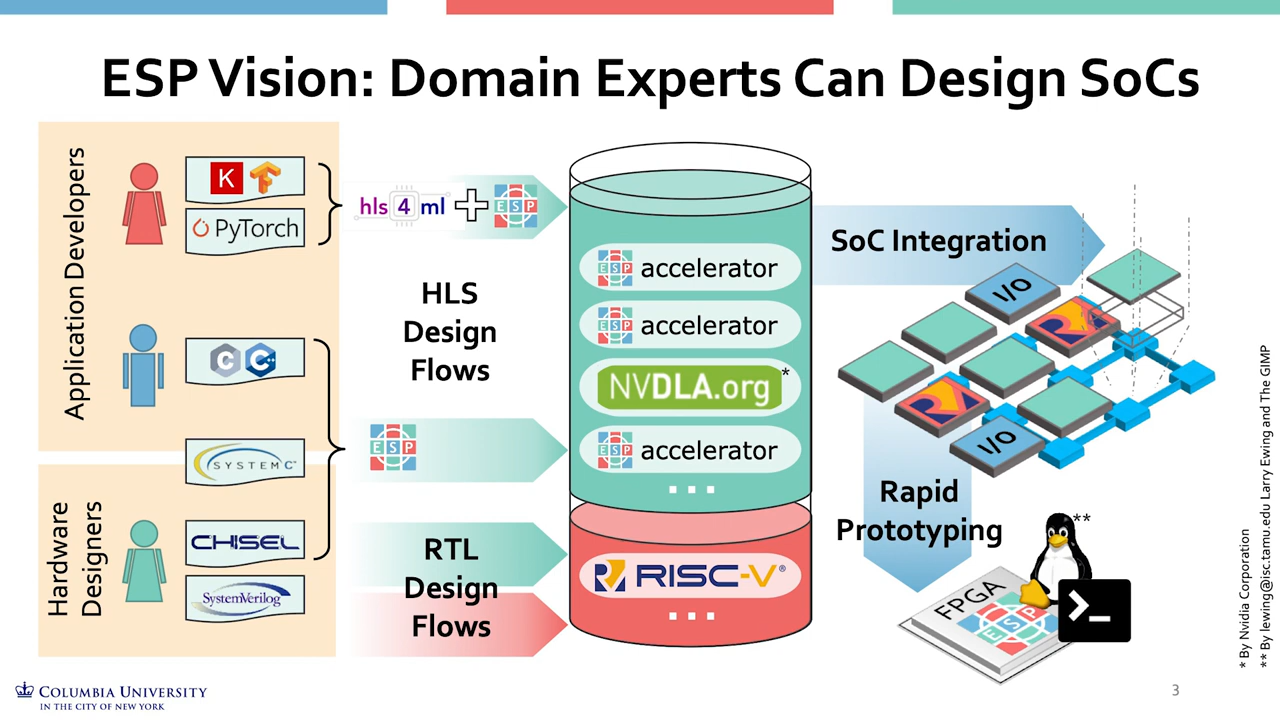 ESP Vision: Domain Experts Can Design SoCs
Application Developers
K
PyTorch
hls 4 ml
ESP
HLS
Design
Flows
C
C++
ESP
SYSTEMC
Hardware
Designers
CHISEL
SystemVerilog
RTL
Design
Flows
ESP accelerator
ESP accelerator
NVDLA.org *
ESP accelerator
...
RISC-V®
...
SoC Integration
I/O
I/O
Rapid
Prototyping
**
FPGA
ESP
>_
* By Nvidia Corporation
** By lewing@isc.tamu.edu Larry Ewing and The GIMP
COLUMBIA UNIVERSITY
IN THE CITY OF NEW YORK
3